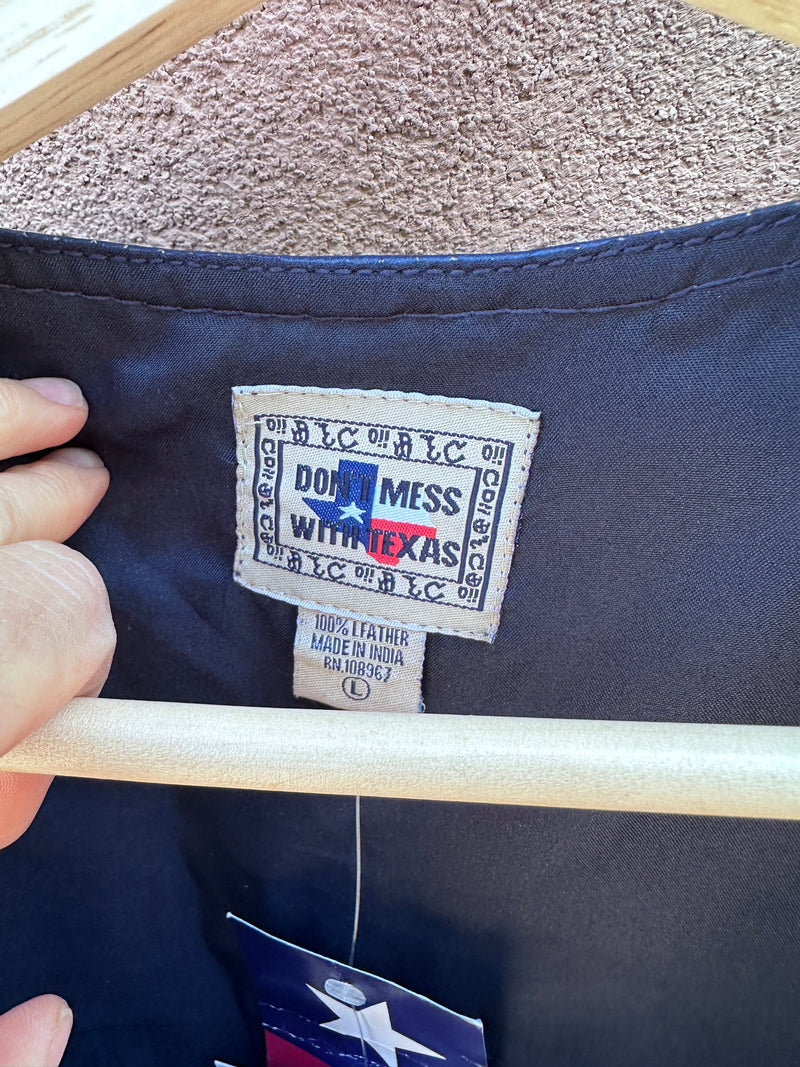 DON'T MESS
WITH TEXAS
100% LEATHER
MADE IN INDIA
RN.108967
L